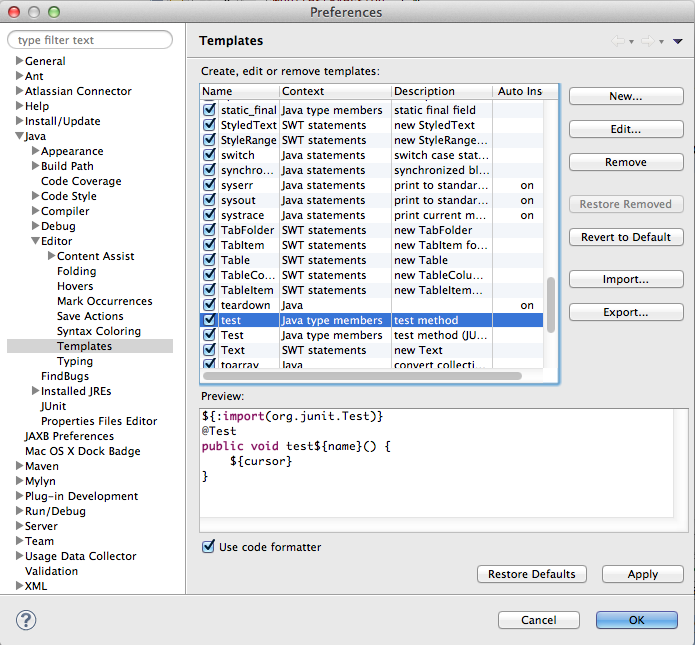 Preferences
type filter text
General
Ant
Atlassian Connector
Help
Install/Update
Java
Appearance
Build Path
Code Coverage
Code Style
Compiler
Debug
Editor
Content Assist
Folding
Hovers
Mark Occurrences
Save Actions
Syntax Coloring
Templates
Typing
FindBugs
Installed JREs
JUnit
Properties Files Editor
JAXB Preferences
Mac OS X Dock Badge
Maven
Mylyn
Plug-in Development
Run/Debug
Server
Team
Usage Data Collector
Validation
XML
Templates
Create, edit or remove templates:
Name Context Description Auto Ins
static_final Java type members static final field
StyledText SWT statements new StyledText
StyleRange SWT statements new StyleRange...
switch Java statements switch case stat...
synchro... Java statements synchronized bl...
syserr Java statements print to standar... on
sysout Java statements print to standar... on
systrace Java statements print current m... on
TabFolder SWT statements new TabFolder
TabItem SWT statements new TabItem fo...
Table SWT statements new Table
TableCo... SWT statements new TableColu...
TableItem SWT statements new TableItem...
teardown Java on
test Java type members test method
Test Java type members test method (JU...
Text SWT statements new Text
toarray Java convert collecti...
New...
Edit...
Remove
Restore Removed
Revert to Default
Import...
Export...
Preview:
${:import(org.junit.Test)}
@Test
public void test${name}() {
${cursor}
}
Use code formatter
Restore Defaults Apply
? Cancel OK